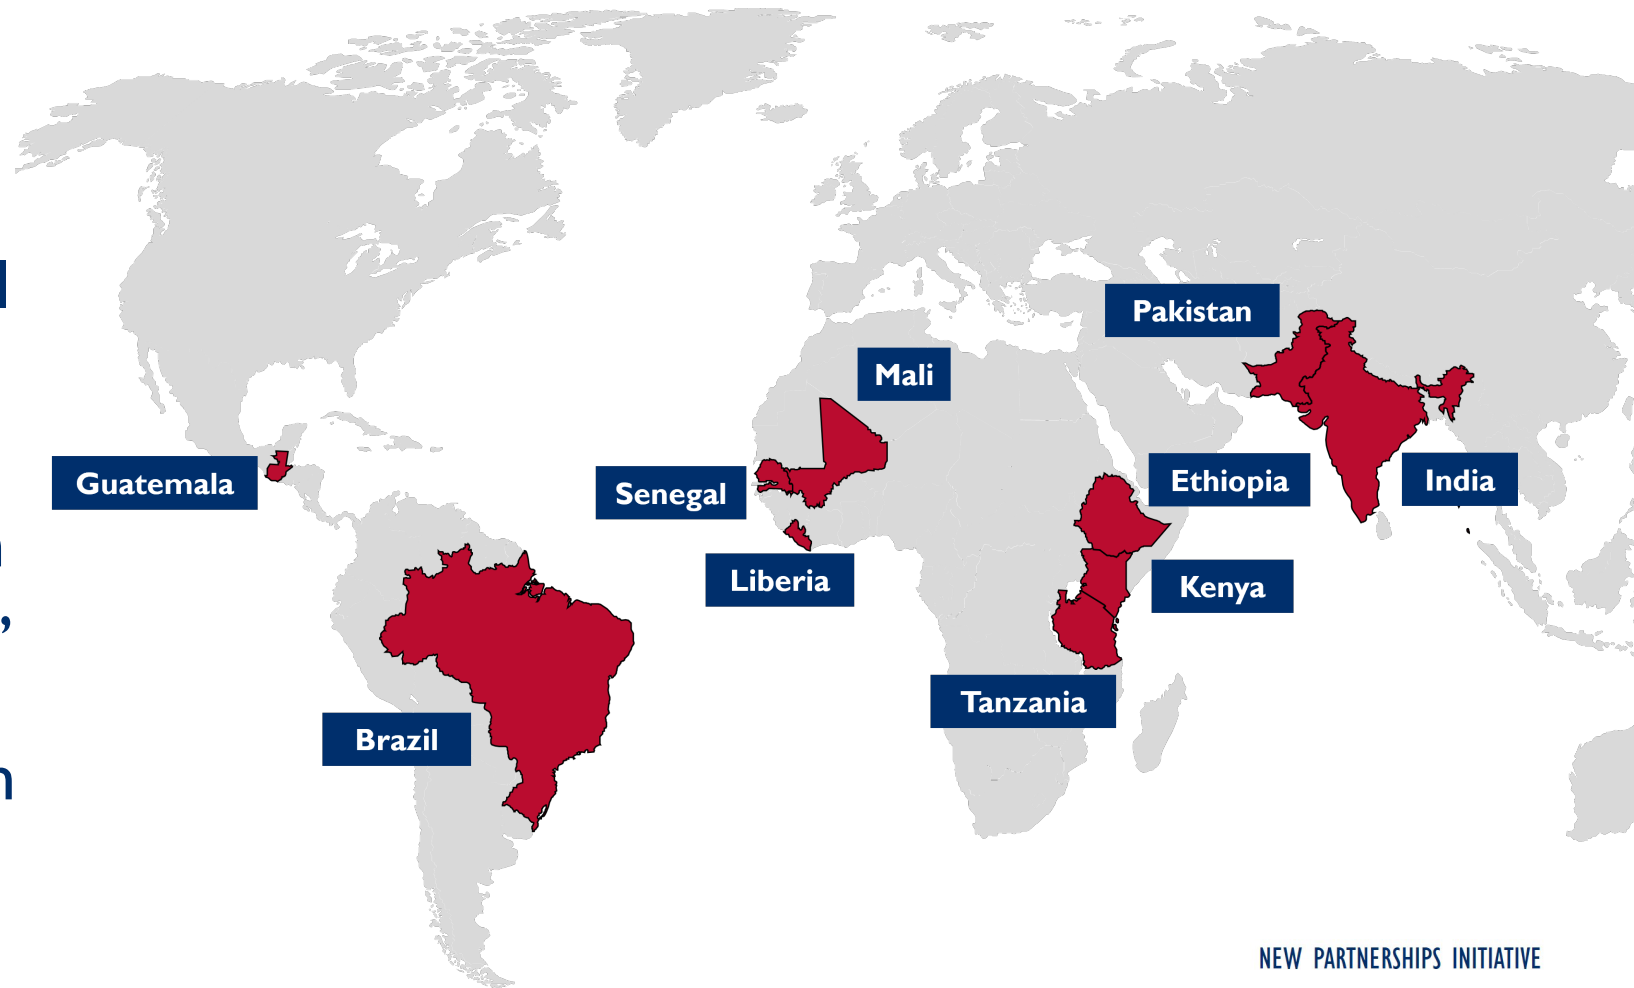 Pakistan
Mali
Guatemala
Senegal
Ethiopia
India
Liberia
Kenya
Tanzania
Brazil
NEW PARTNERSHIPS INITIATIVE